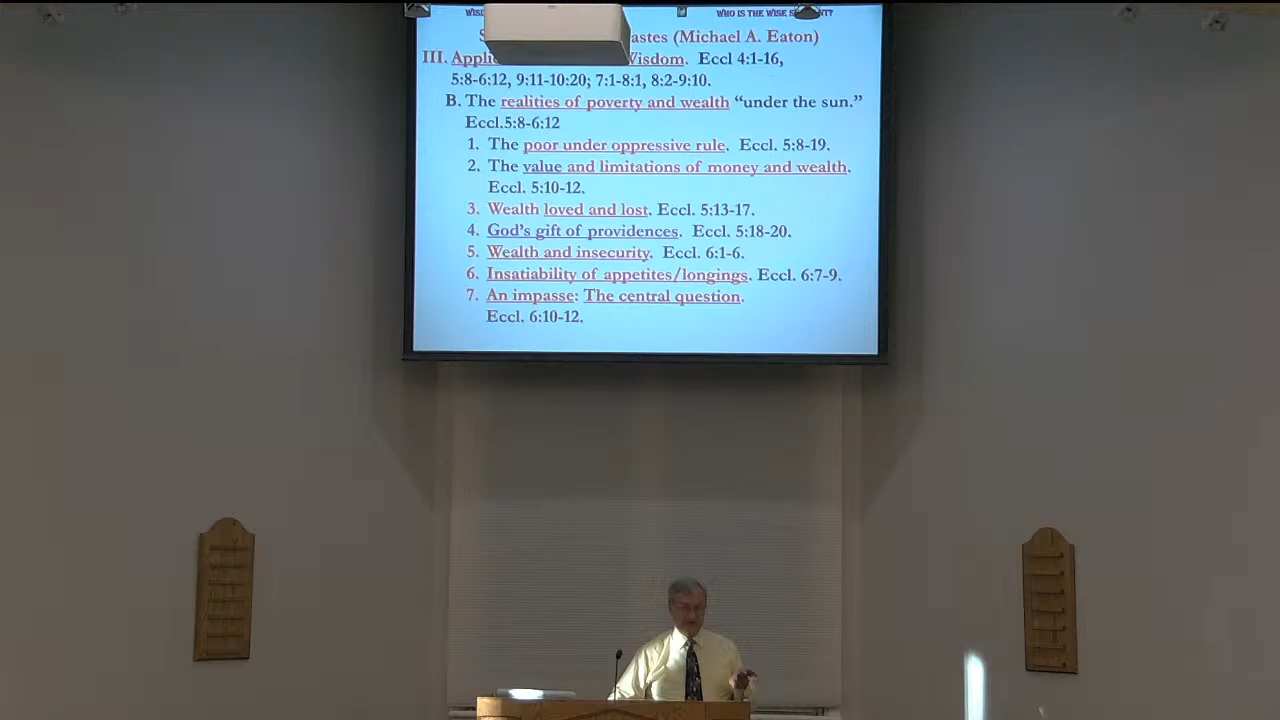 WHO IS THE WISE
(Michael A. Eaton)
III. Wisdom. Eccl 4:1-16,
5:8-6:12, 9:11-10:20; 7:1-8:1, 8:2-9:10.
B. The realities of poverty and wealth “under the sun.”
Eccl.5:8-6:12
1. The poor under oppressive rule. Eccl. 5:8-19.
2. The value and limitations of money and wealth.
Eccl. 5:10-12.
3. Wealth loved and lost. Eccl. 5:13-17.
4. God’s gift of providences. Eccl. 5:18-20.
5. Wealth and insecurity. Eccl. 6:1-6.
6. Insatiability of appetites/longings. Eccl. 6:7-9.
7. An impasse: The central question.
Eccl. 6:10-12.